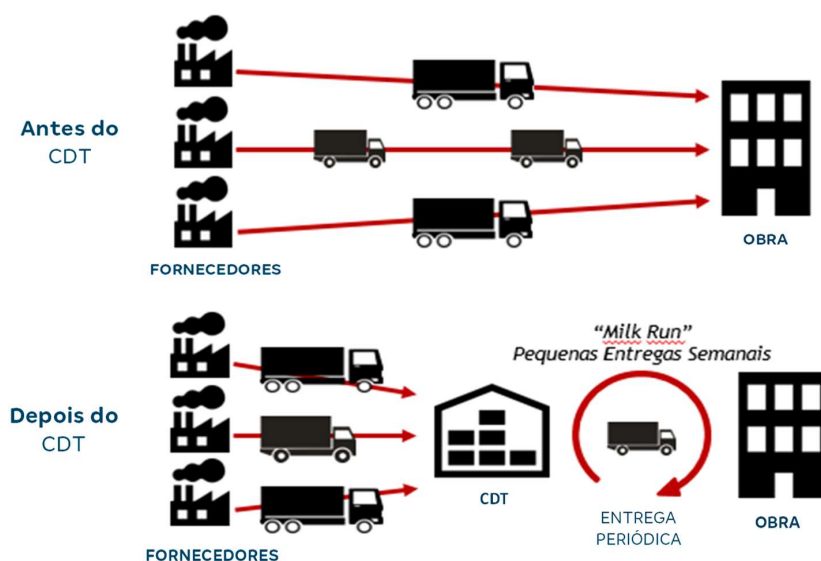 Antes do
CDT
FORNECEDORES
OBRA
“Milk Run”
Pequenas Entregas Semanais
Depois do
CDT
CDT
ENTREGA
PERIÓDICA
OBRA
FORNECEDORES